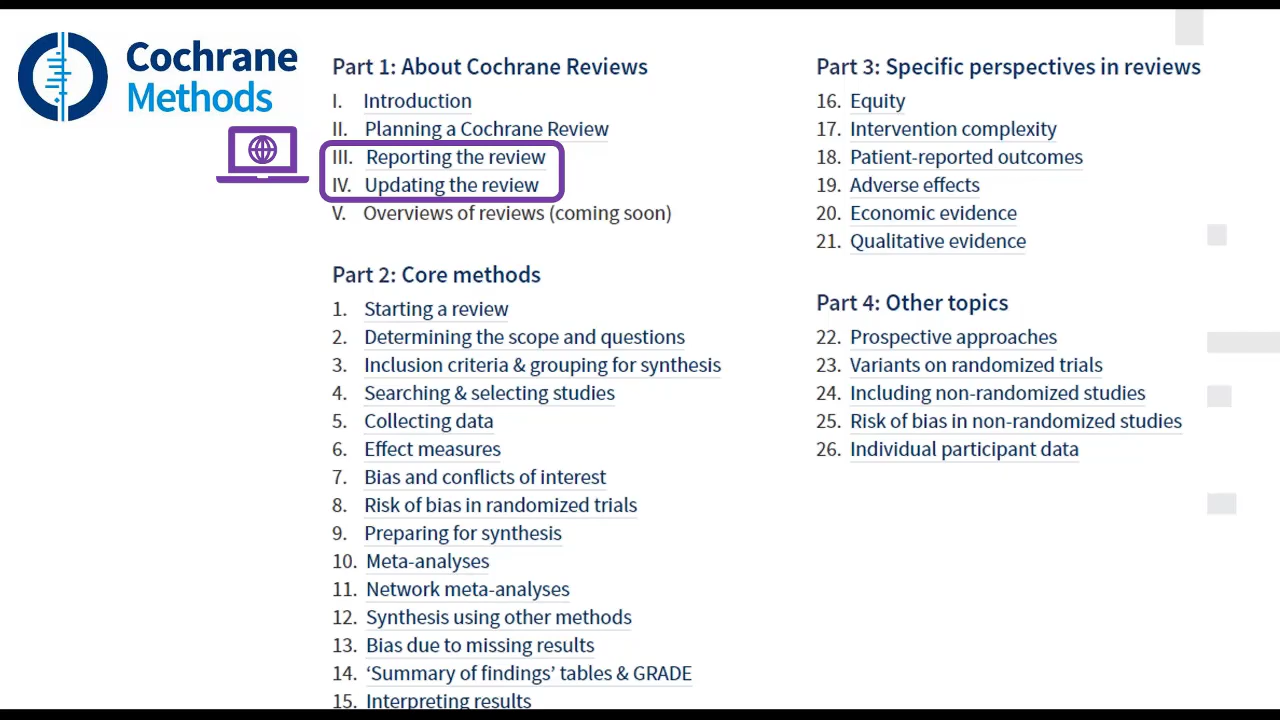 Cochrane
Methods
Part 1: About Cochrane Reviews
I. Introduction
II. Planning a Cochrane Review
III. Reporting the review
IV. Updating the review
V. Overviews of reviews (coming soon)
Part 2: Core methods
1. Starting a review
2. Determining the scope and questions
3. Inclusion criteria & grouping for synthesis
4. Searching & selecting studies
5. Collecting data
6. Effect measures
7. Bias and conflicts of interest
8. Risk of bias in randomized trials
9. Preparing for synthesis
10. Meta-analyses
11. Network meta-analyses
12. Synthesis using other methods
13. Bias due to missing results
14. ‘Summary of findings’ tables & GRADE
15. Interpreting results
Part 3: Specific perspectives in reviews
16. Equity
17. Intervention complexity
18. Patient-reported outcomes
19. Adverse effects
20. Economic evidence
21. Qualitative evidence
Part 4: Other topics
22. Prospective approaches
23. Variants on randomized trials
24. Including non-randomized studies
25. Risk of bias in non-randomized studies
26. Individual participant data